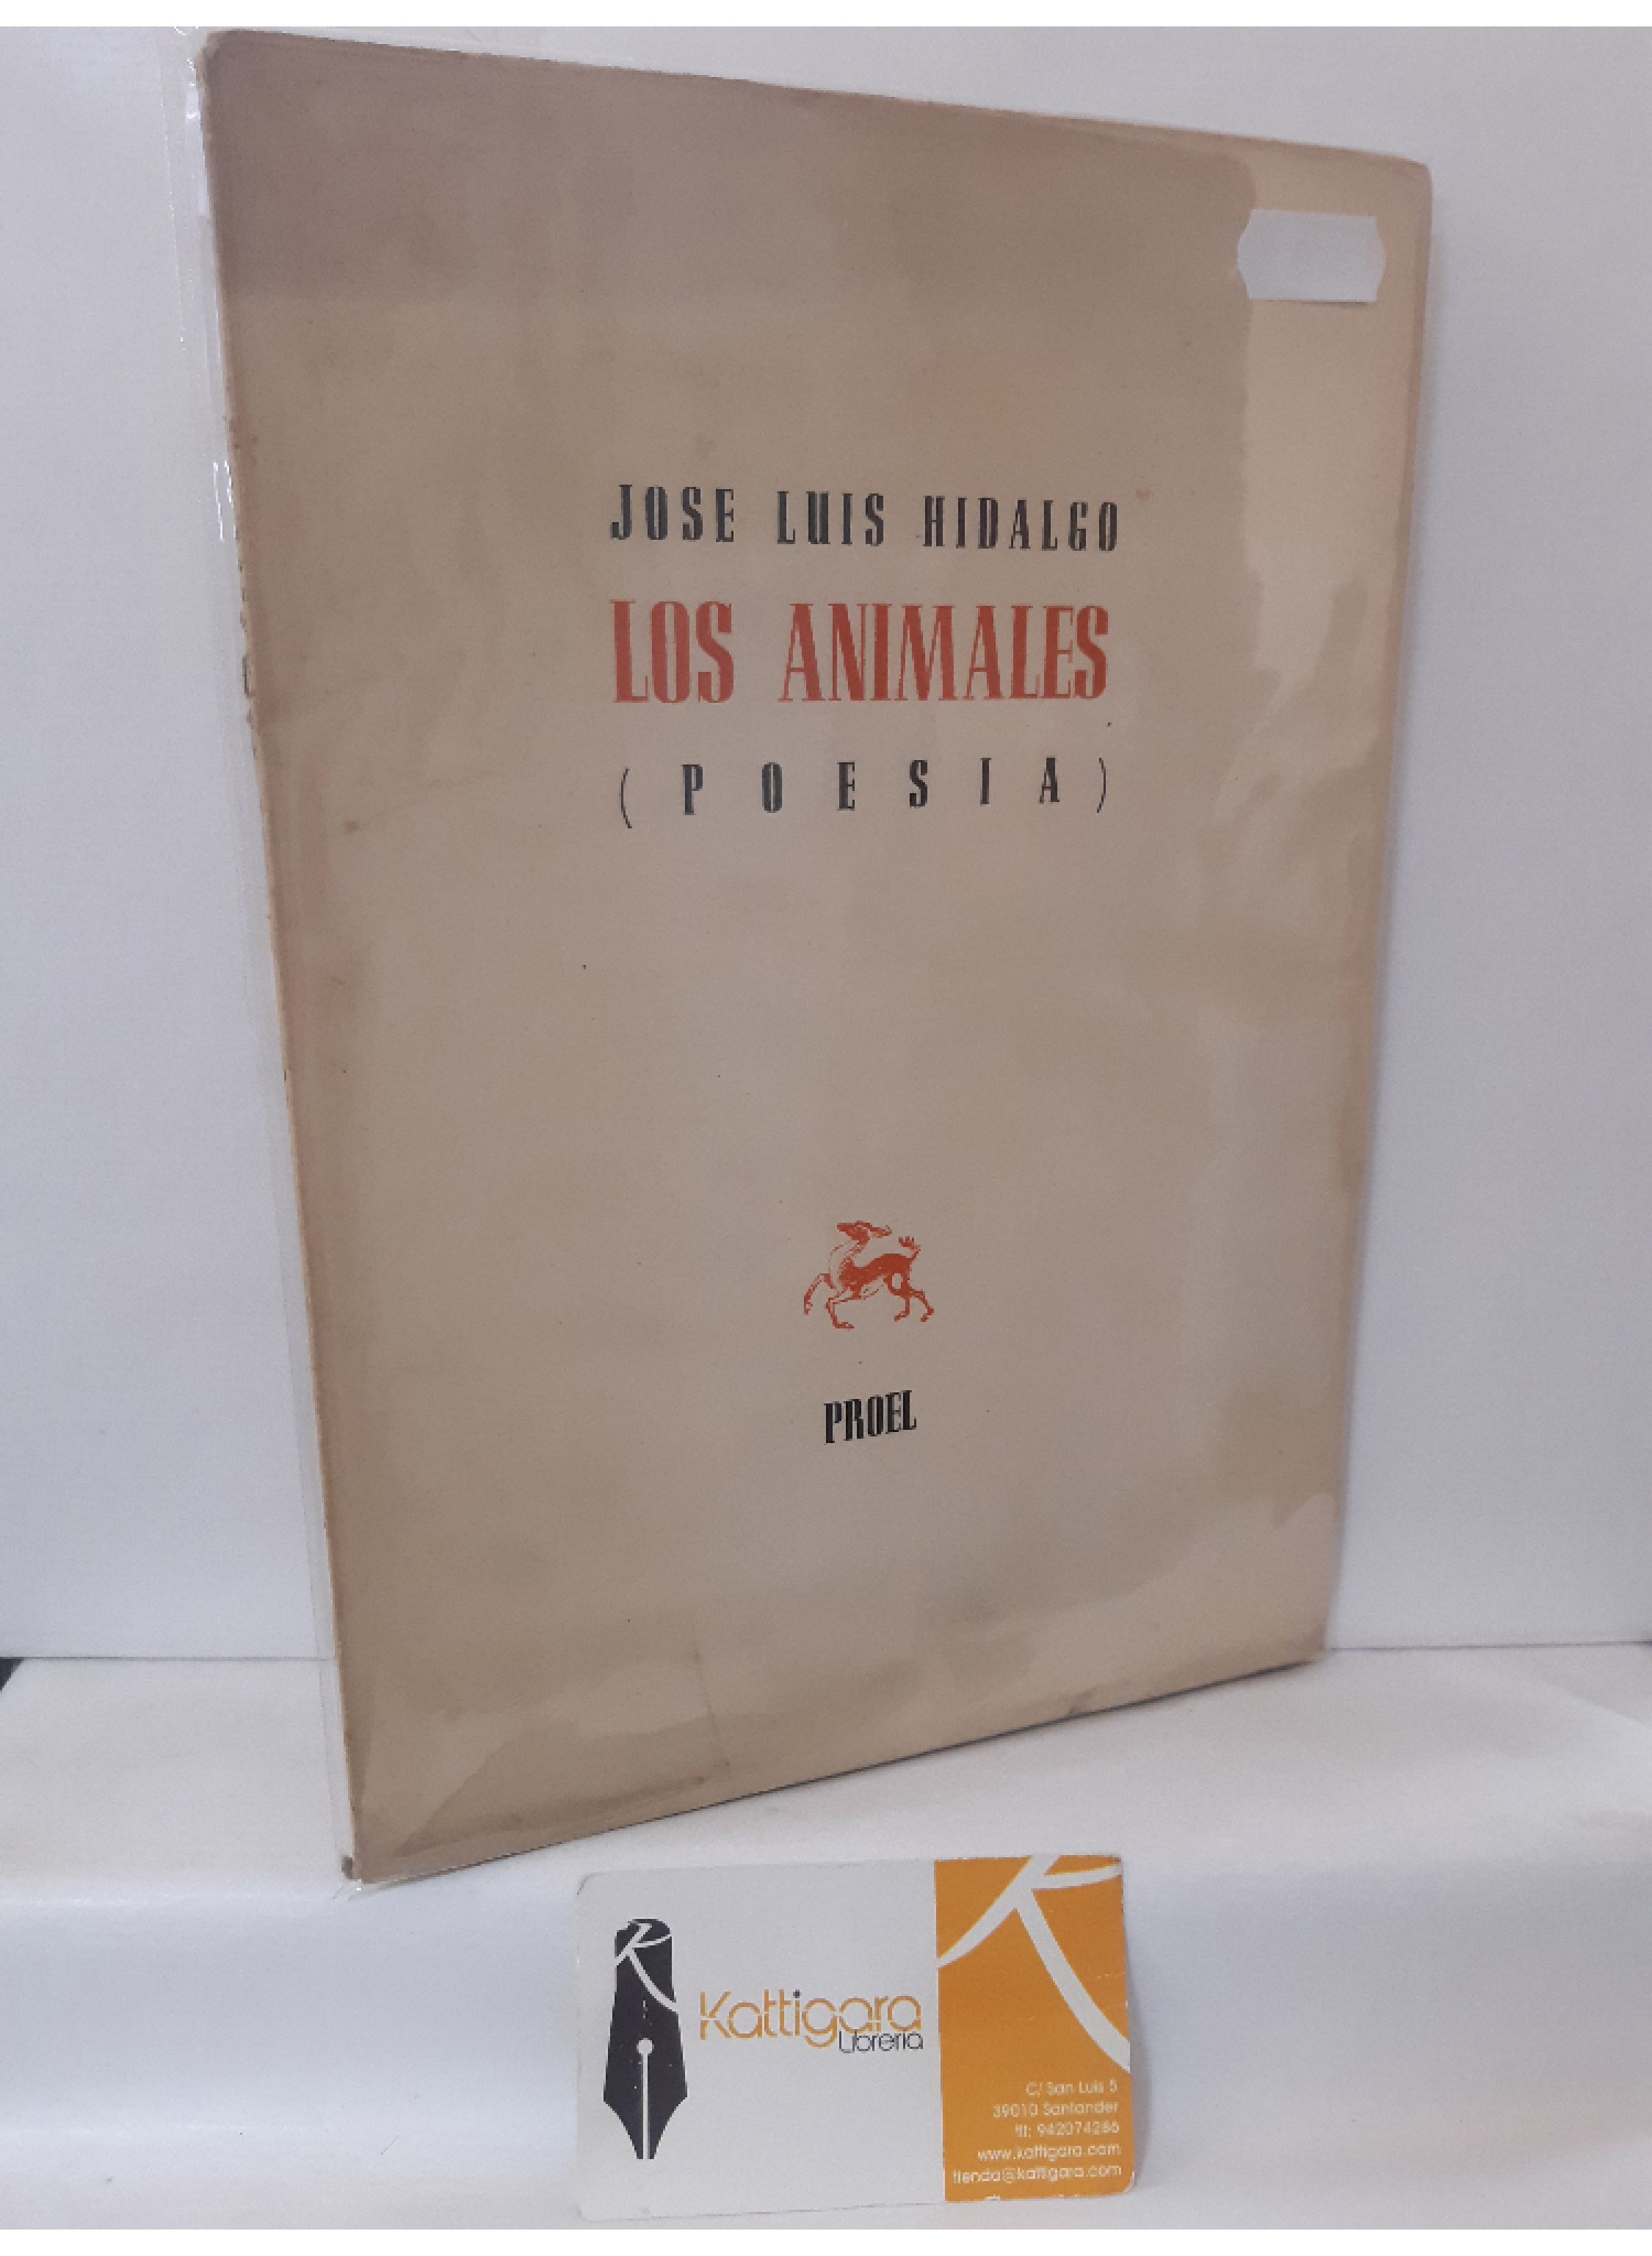 JOSE LUIS HIDALGO
LOS ANIMALES
( P O E S I A )
PROEL
Kattigara
Librería
C/ San Luis 5
39010 Santander
tlf: 942074286
www.kattigara.com
tienda@kattigara.com